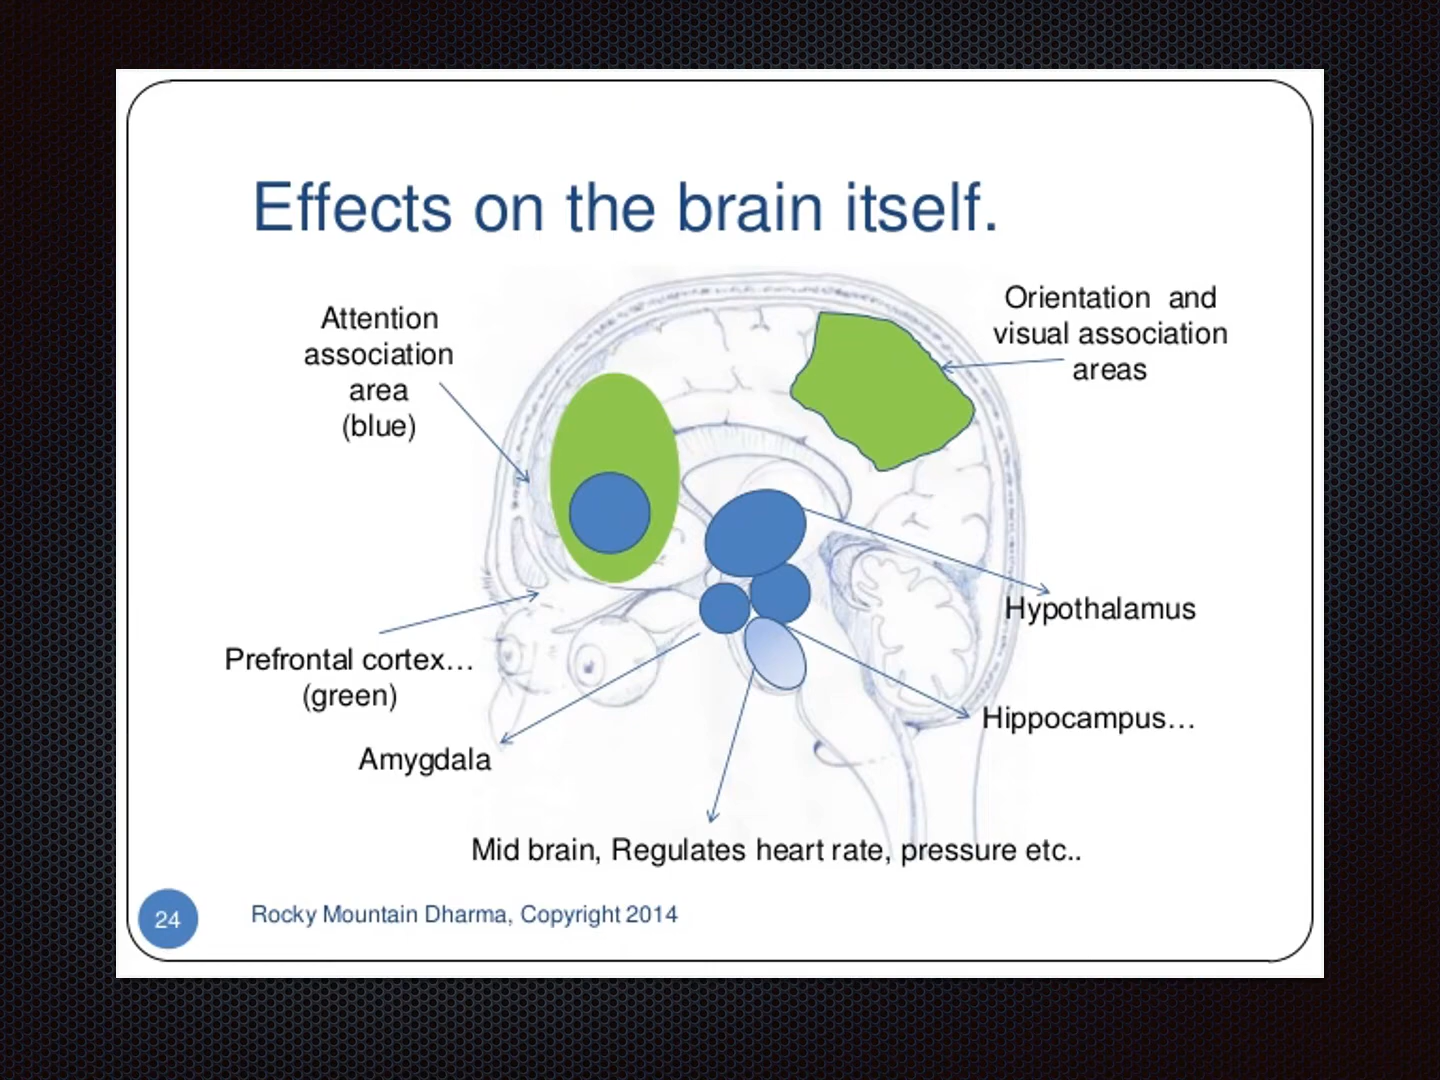 Effects on the brain itself.
Attention
association
area
(blue)
Orientation and
visual association
areas
Hypothalamus
Prefrontal cortex…
(green)
Hippocampus…
Amygdala
Mid brain, Regulates heart rate, pressure etc..
24
Rocky Mountain Dharma, Copyright 2014